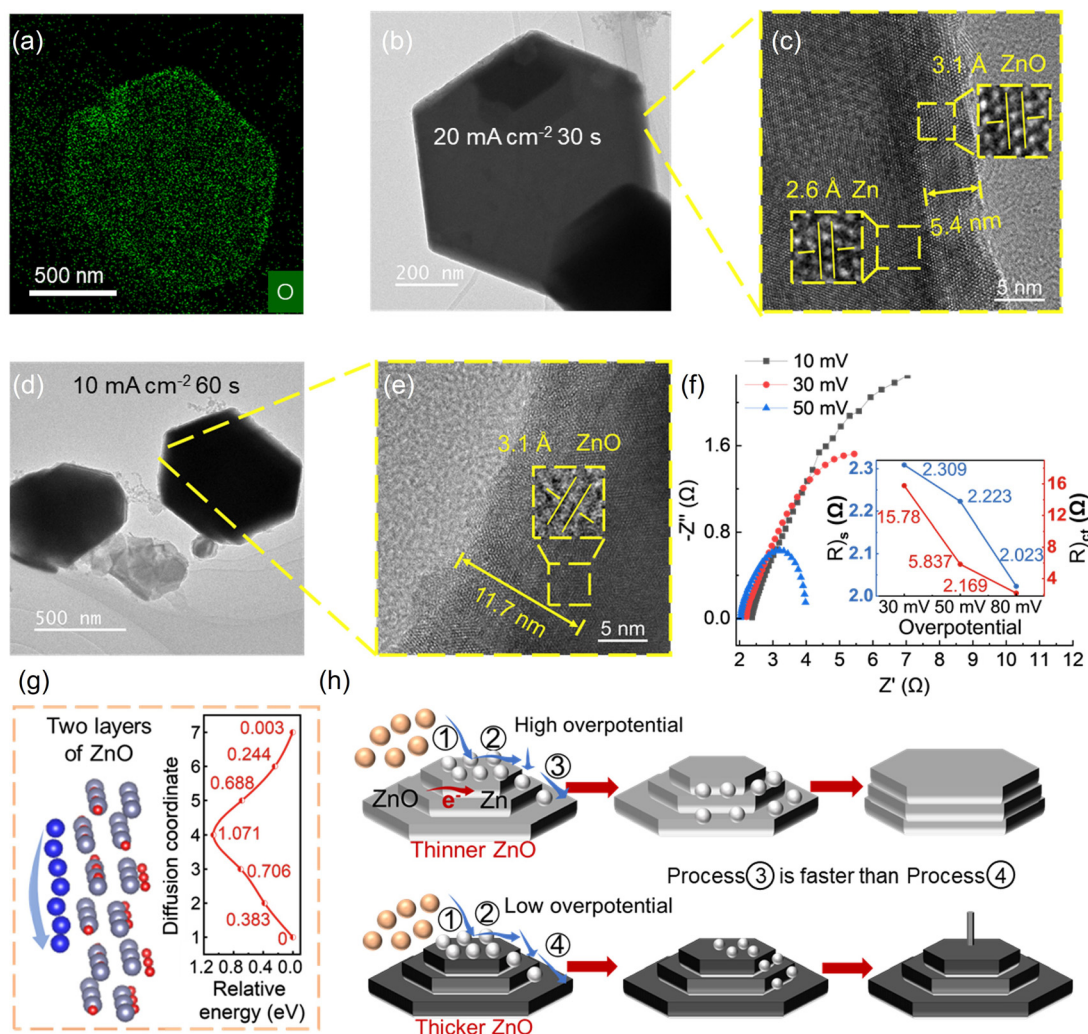 (a)
500 nm
O
(b)
20 mA cm⁻² 30 s
200 nm
(c)
3.1 Å ZnO
2.6 Å Zn
5.4 nm
5 nm
(d)
10 mA cm⁻² 60 s
500 nm
(e)
3.1 Å ZnO
11.7 nm
5 nm
(f)
10 mV
30 mV
50 mV
-Z'' (Ω)
1.6
0.8
0.0
2 3 4 5 6 7 8 9 10 11 12
Z' (Ω)
R)s (Ω)
2.3
2.2
2.1
2.0
2.309
2.223
2.023
15.78
5.837
2.169
16
12
8
4
R)ct (Ω)
30 mV 50 mV 80 mV
Overpotential
(g)
Two layers
of ZnO
Diffusion coordinate
7
6
5
4
3
2
1
0.003
0.244
0.688
1.071
0.706
0.383
0
1.2 0.8 0.4 0.0
Relative
energy (eV)
(h)
① ② High overpotential
③
ZnO e- Zn
Thinner ZnO
Process③ is faster than Process④
① ② Low overpotential
④
Thicker ZnO